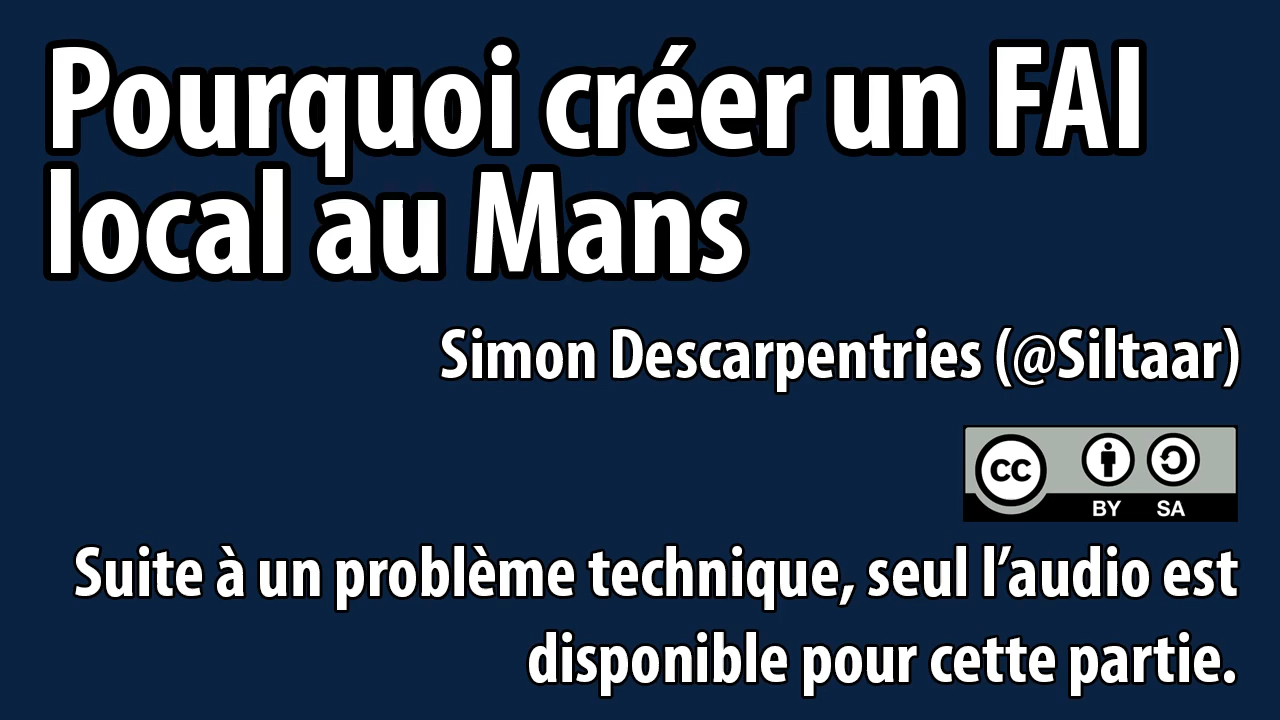 Pourquoi créer un FAI
local au Mans
Simon Descarpentries (@Siltaar)
cc
BY SA
Suite à un problème technique, seul l’audio est
disponible pour cette partie.